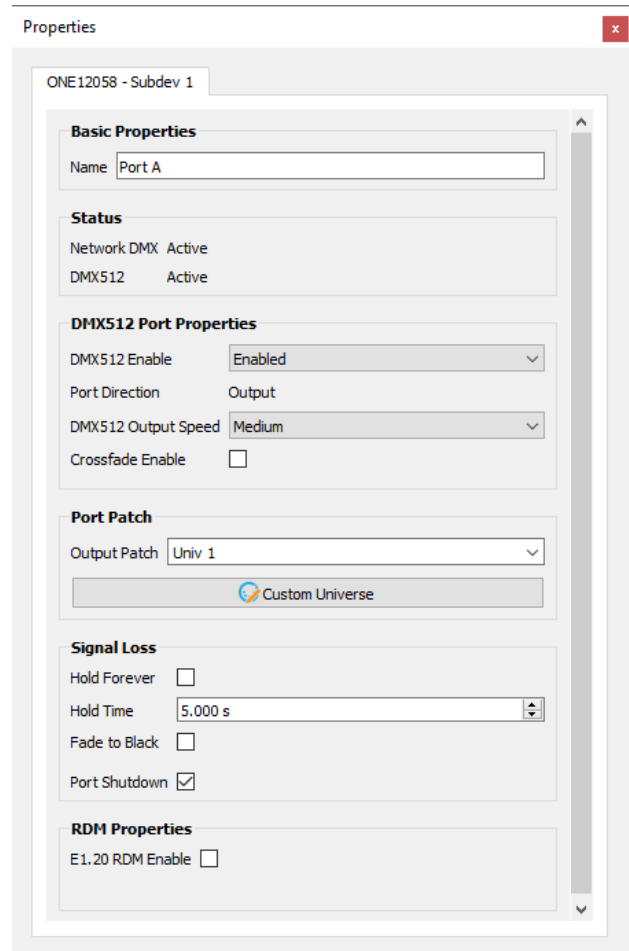 Properties
x
ONE12058 - Subdev 1
Basic Properties
Name Port A
Status
Network DMX Active
DMX512 Active
DMX512 Port Properties
DMX512 Enable Enabled
Port Direction Output
DMX512 Output Speed Medium
Crossfade Enable
Port Patch
Output Patch Univ 1
Custom Universe
Signal Loss
Hold Forever
Hold Time 5.000 s
Fade to Black
Port Shutdown
RDM Properties
E1.20 RDM Enable